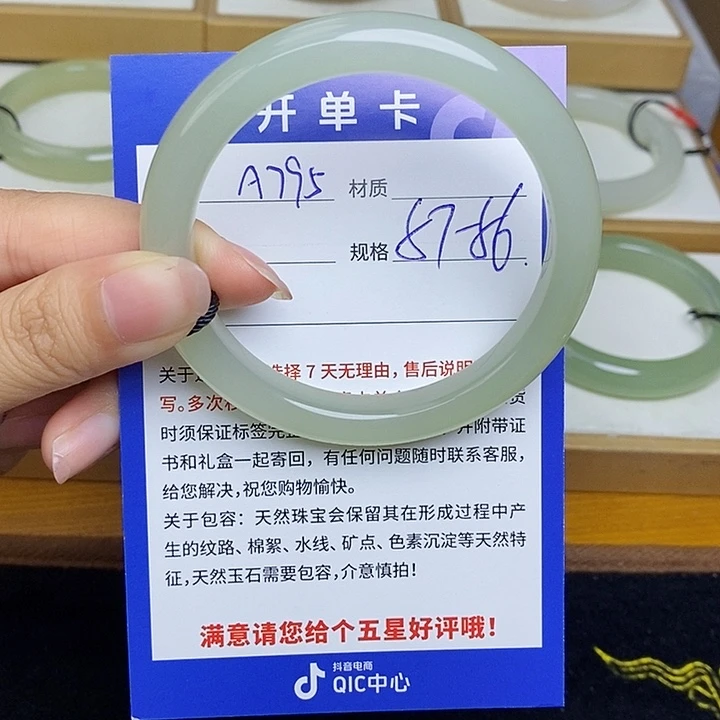 开单卡
A795 材质
规格 87-86
选择7天无理由，售后说明
写。多次
时须保证标签完 并附带证
书和礼盒一起寄回，有任何问题随时联系客服，
给您解决，祝您购物愉快。
关于包容：天然珠宝会保留其在形成过程中产
生的纹路、棉絮、水线、矿点、色素沉淀等天然特
征，天然玉石需要包容，介意慎拍！
满意请您给个五星好评哦！
抖音电商
QIC中心